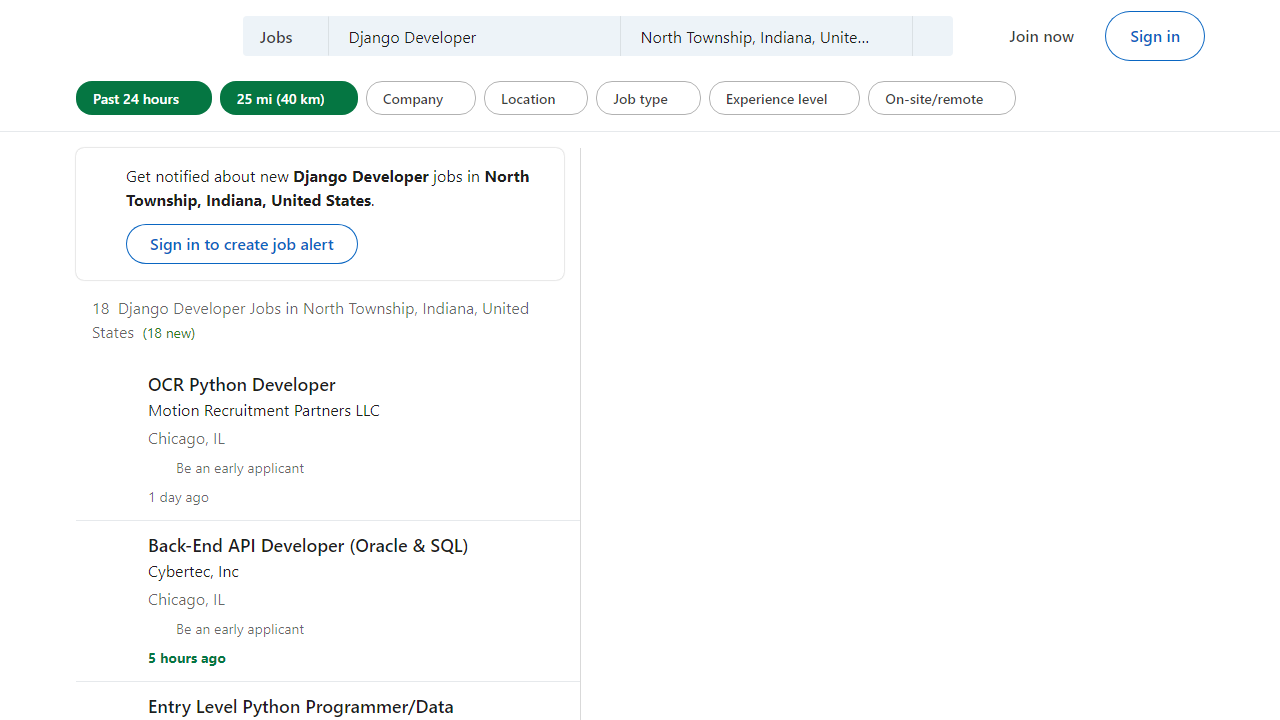 Jobs Django Developer North Township, Indiana, Unite... Join now Sign in
Past 24 hours 25 mi (40 km) Company Location Job type Experience level On-site/remote
Get notified about new Django Developer jobs in North
Township, Indiana, United States.
Sign in to create job alert
18 Django Developer Jobs in North Township, Indiana, United
States (18 new)
OCR Python Developer
Motion Recruitment Partners LLC
Chicago, IL
Be an early applicant
1 day ago
Back-End API Developer (Oracle & SQL)
Cybertec, Inc
Chicago, IL
Be an early applicant
5 hours ago
Entry Level Python Programmer/Data